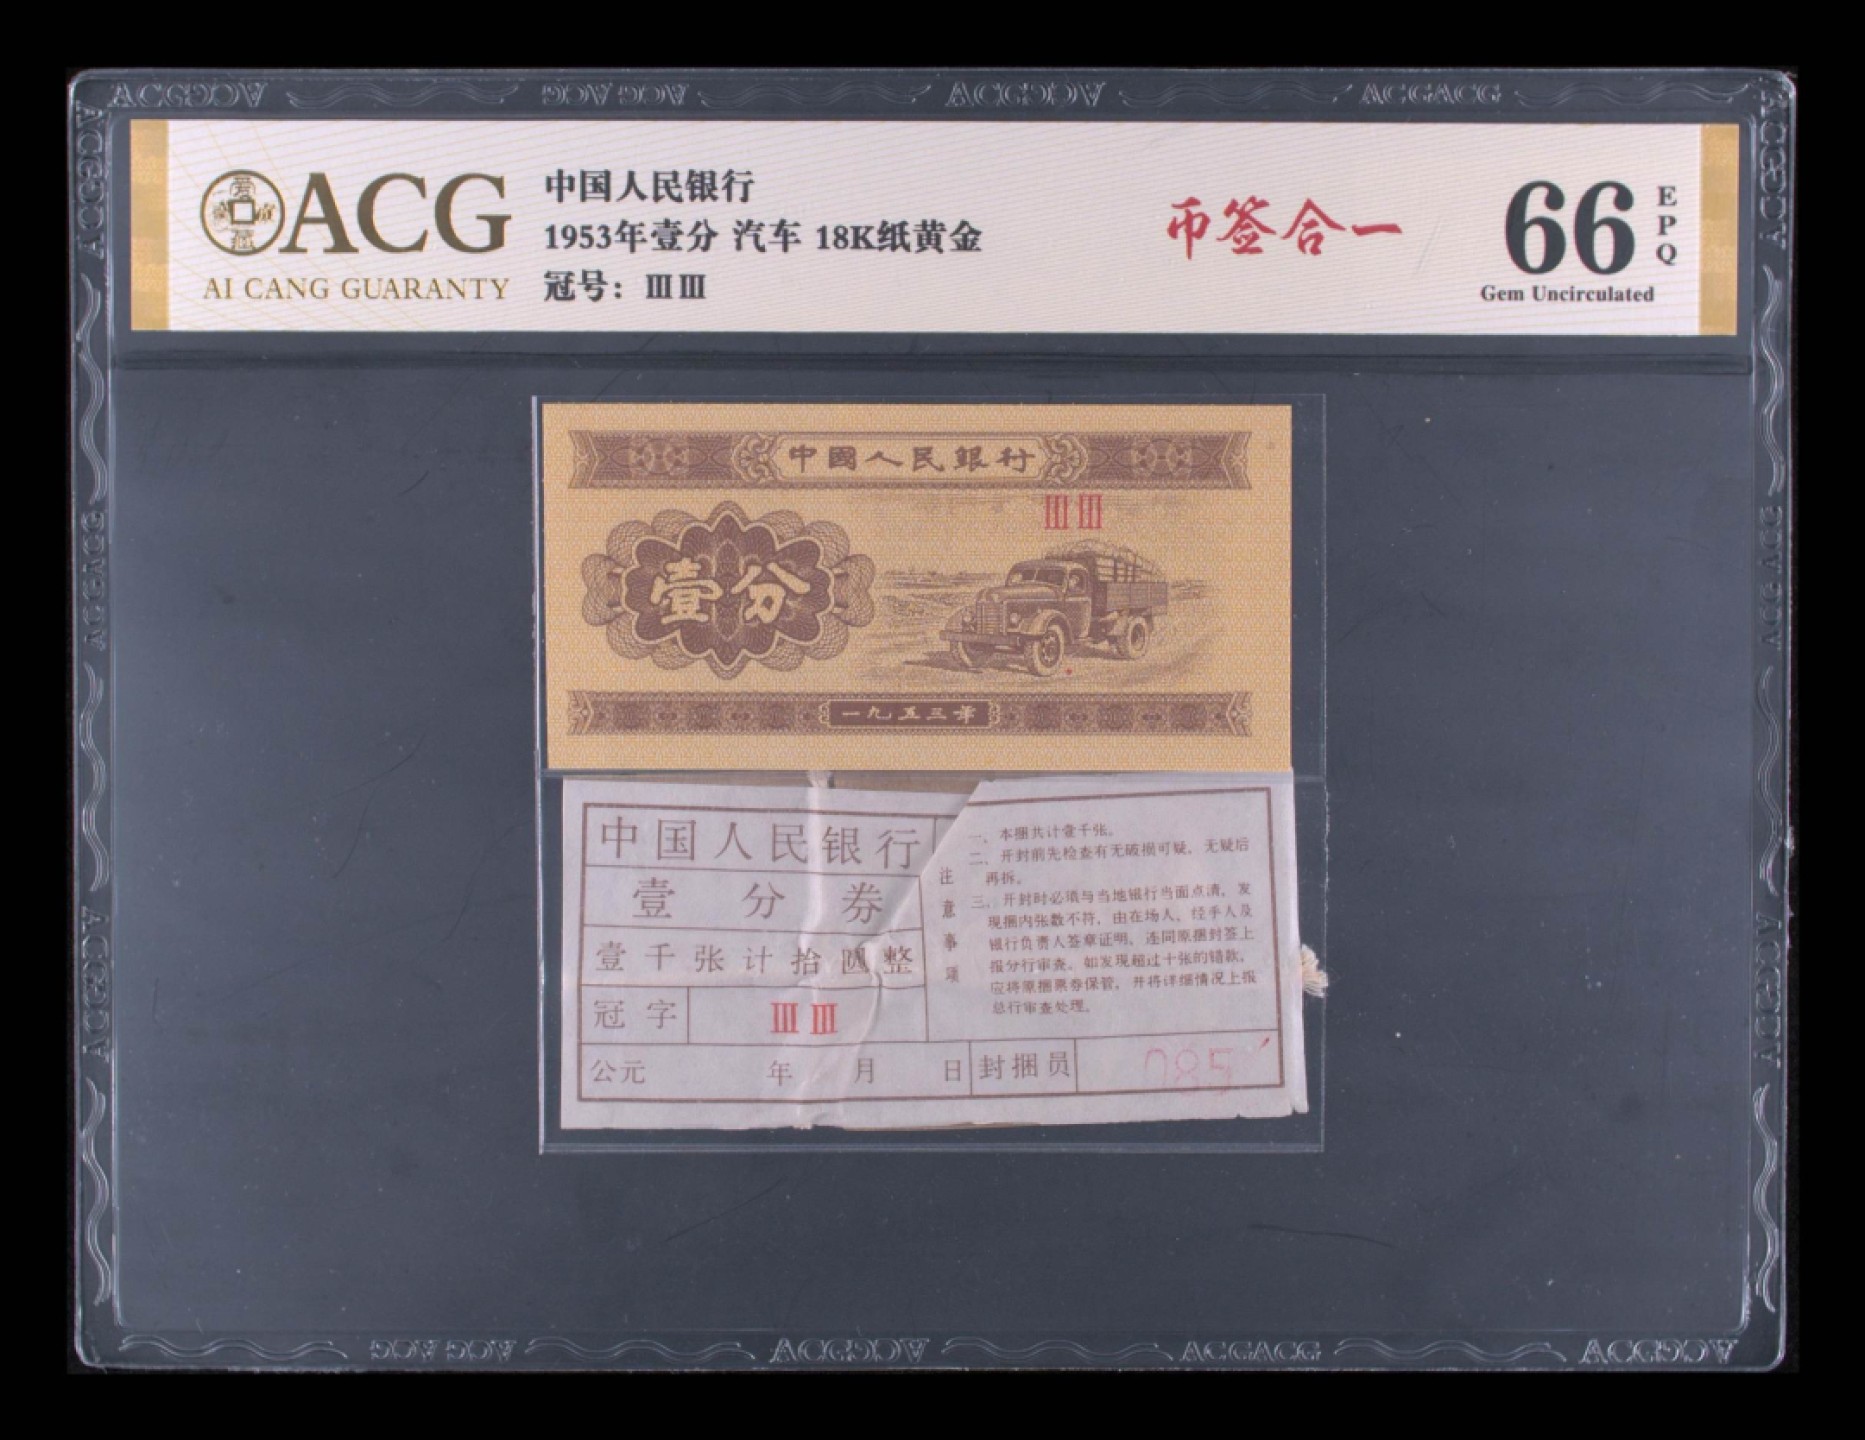 ACG
AI CANG GUARANTY
中国人民银行
1953年壹分 汽车 18K纸黄金
冠号：ⅢⅢ
币签合一
66
EPQ
Gem Uncirculated
中國人民銀行
ⅢⅢ
壹分
一九五三年
中国人民银行
壹分券
壹千张计拾圆整
冠字 ⅢⅢ
公元 年 月 日 封捆员 085
注意事项
一、本捆共计壹千张。
二、开封前先检查有无破损可疑，无疑后
再拆。
三、开封时必须与当地银行当面点清，发
现捆内张数不符，由在场人，经手人及
银行负责人签章证明，连同原捆封签上
报分行审查。如发现超过十张的错款，
应将原捆票券保管，并将详细情况上报
总行审查处理。